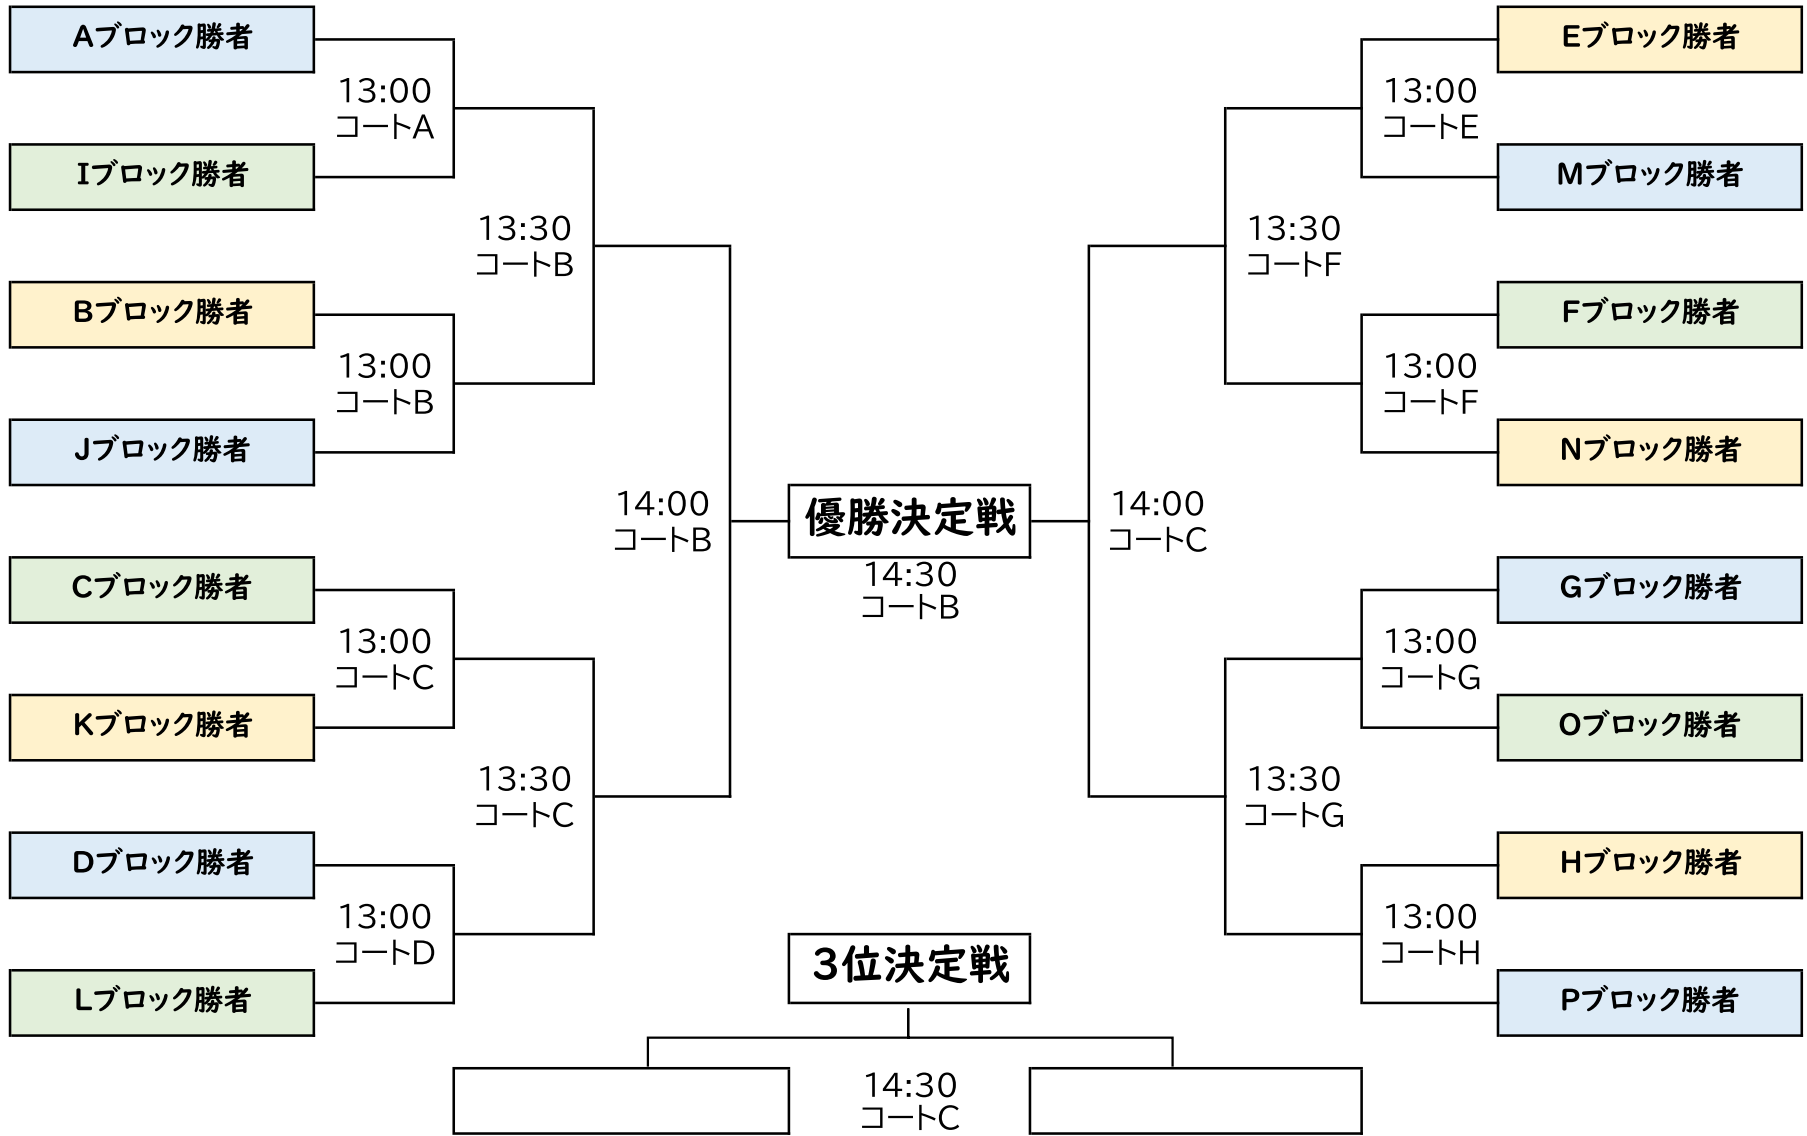 Aブロック勝者
13:00
コートA
Iブロック勝者
13:30
コートB
Bブロック勝者
13:00
コートB
Jブロック勝者
14:00
コートB
Cブロック勝者
13:00
コートC
Kブロック勝者
13:30
コートC
Dブロック勝者
13:00
コートD
Lブロック勝者
優勝決定戦
14:30
コートB
3位決定戦
14:30
コートC
Eブロック勝者
13:00
コートE
Mブロック勝者
13:30
コートF
Fブロック勝者
13:00
コートF
Nブロック勝者
14:00
コートC
Gブロック勝者
13:00
コートG
Oブロック勝者
13:30
コートG
Hブロック勝者
13:00
コートH
Pブロック勝者